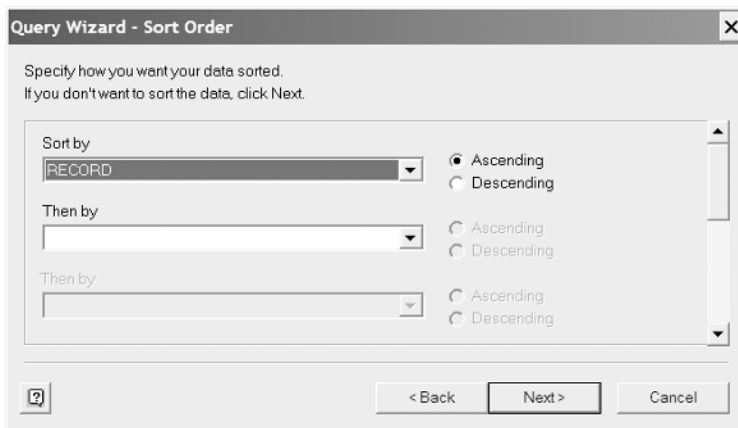 Query Wizard - Sort Order
Specify how you want your data sorted.
If you don't want to sort the data, click Next.
Sort by
RECORD
Ascending
Descending
Then by
Ascending
Descending
Then by
Ascending
Descending
< Back
Next >
Cancel